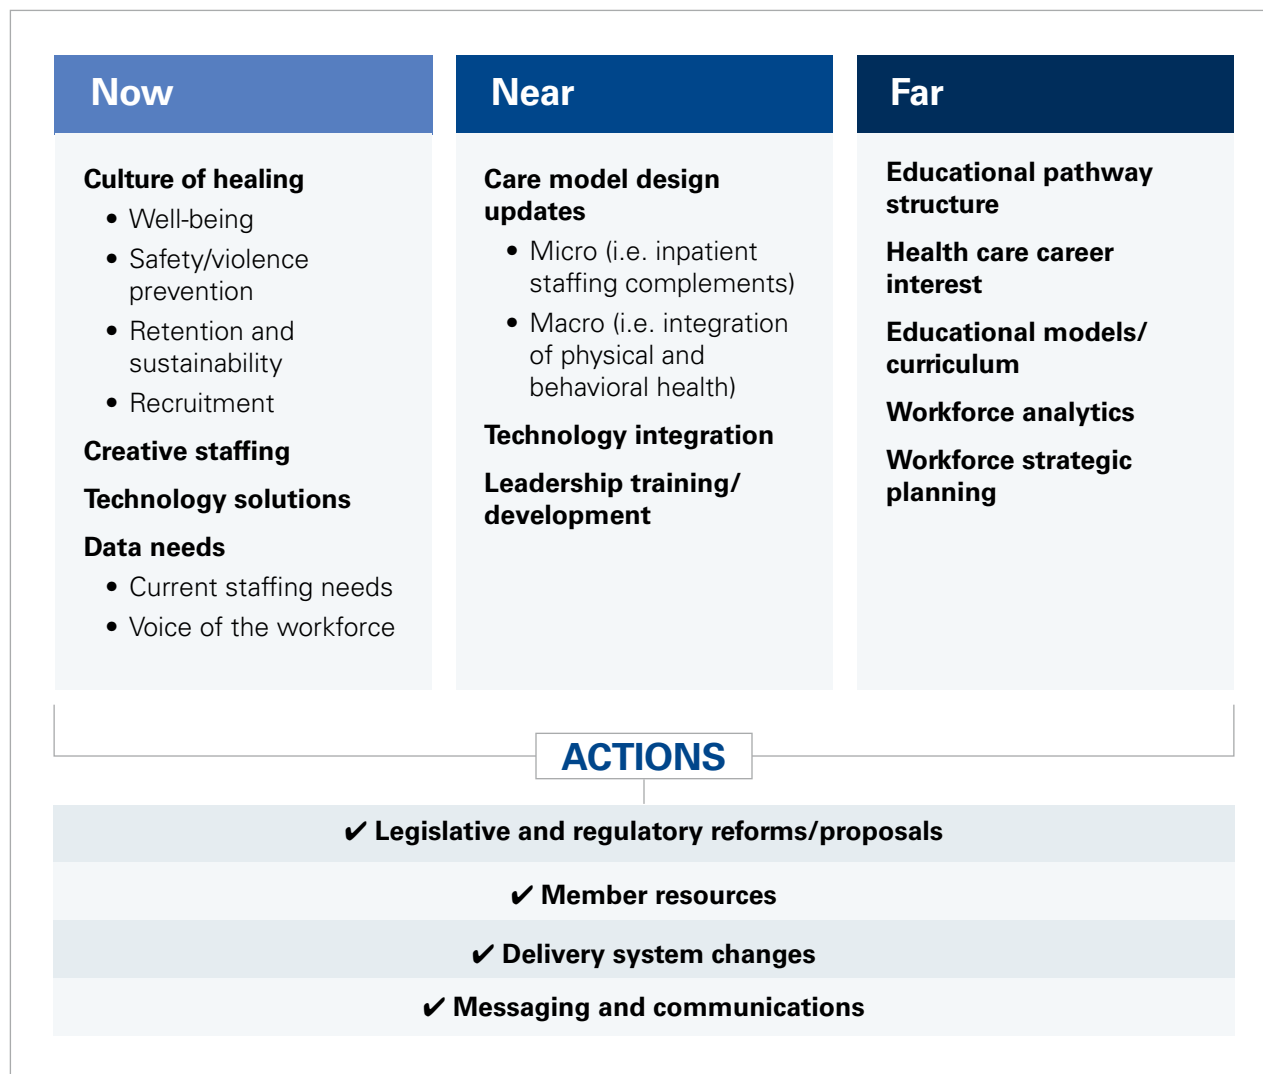 Now
Culture of healing
• Well-being
• Safety/violence
prevention
• Retention and
sustainability
• Recruitment
Creative staffing
Technology solutions
Data needs
• Current staffing needs
• Voice of the workforce
Near
Care model design
updates
• Micro (i.e. inpatient
staffing complements)
• Macro (i.e. integration
of physical and
behavioral health)
Technology integration
Leadership training/
development
Far
Educational pathway
structure
Health care career
interest
Educational models/
curriculum
Workforce analytics
Workforce strategic
planning
ACTIONS
✔ Legislative and regulatory reforms/proposals
✔ Member resources
✔ Delivery system changes
✔ Messaging and communications